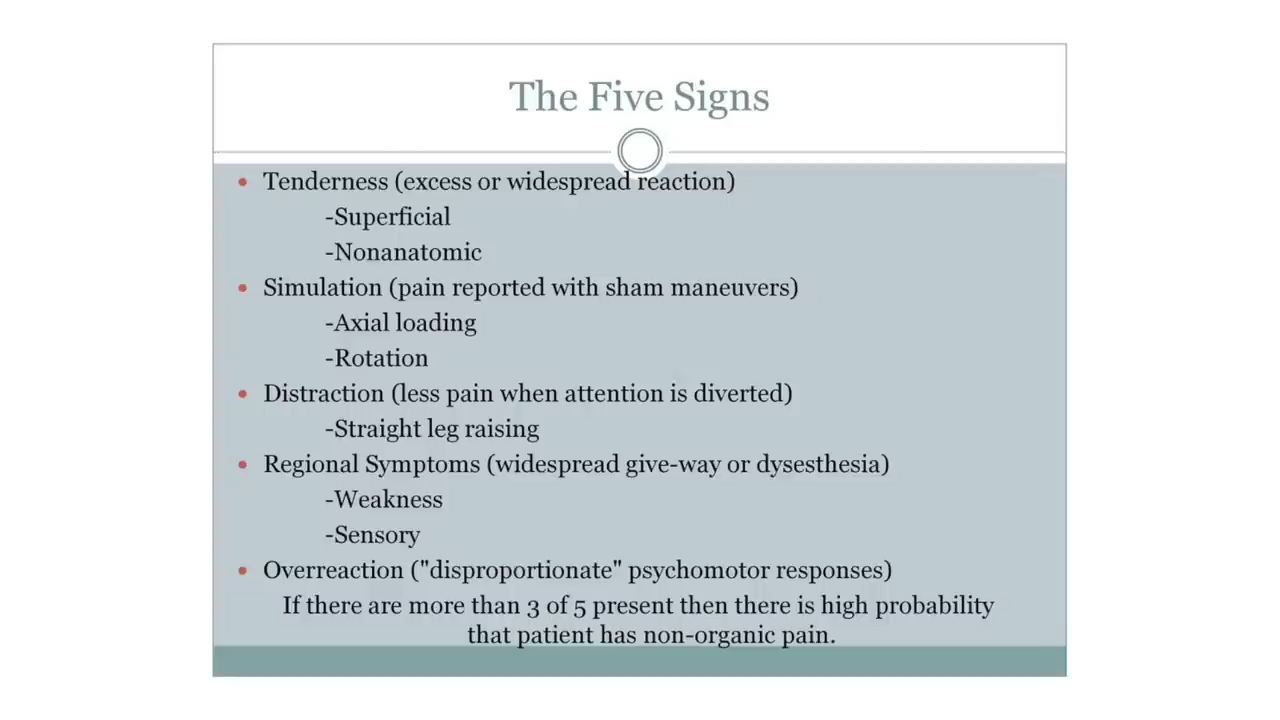 The Five Signs
• Tenderness (excess or widespread reaction)
-Superficial
-Nonanatomic
• Simulation (pain reported with sham maneuvers)
-Axial loading
-Rotation
• Distraction (less pain when attention is diverted)
-Straight leg raising
• Regional Symptoms (widespread give-way or dysesthesia)
-Weakness
-Sensory
• Overreaction ("disproportionate" psychomotor responses)
If there are more than 3 of 5 present then there is high probability
that patient has non-organic pain.